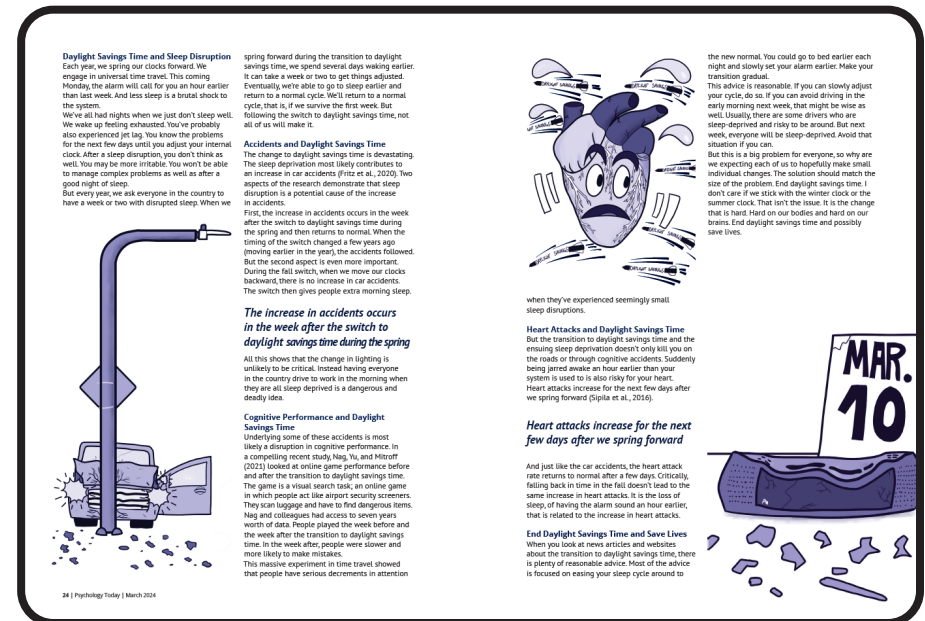 Daylight Savings Time and Sleep Disruption
Each year, we spring our clocks forward. We
engage in universal time travel. This coming
Monday, the alarm will call for you an hour earlier
than last week. And less sleep is a brutal shock to
the system.
We've all had nights when we just don't sleep well.
We wake up feeling exhausted. You've probably
also experienced jet lag. You know the problems
for the next few days until you adjust your internal
clock. After a sleep disruption, you don't think as
well. You may be more irritable. You won't be able
to manage complex problems as well as after a
good night of sleep.
But every year, we ask everyone in the country to
have a week or two with disrupted sleep. When we
spring forward during the transition to daylight
savings time, we spend several days waking earlier.
It can take a week or two to get things adjusted.
Eventually, we're able to go to sleep earlier and
return to a normal cycle. We'll return to a normal
cycle, that is, if we survive the first week. But
following the switch to daylight savings time, not
all of us will make it.
Accidents and Daylight Savings Time
The change to daylight savings time is devastating.
The sleep deprivation most likely contributes to
an increase in car accidents (Fritz et al., 2020). Two
aspects of the research demonstrate that sleep
disruption is a potential cause of the increase
in accidents.
First, the increase in accidents occurs in the week
after the switch to daylight savings time during
the spring and then returns to normal. When the
timing of the switch changed a few years ago
(moving earlier in the year), the accidents followed.
But the second aspect is even more important.
During the fall switch, when we move our clocks
backward, there is no increase in car accidents.
The switch then gives people extra morning sleep.
The increase in accidents occurs
in the week after the switch to
daylight savings time during the spring
All this shows that the change in lighting is
unlikely to be critical. Instead having everyone
in the country drive to work in the morning when
they are all sleep deprived is a dangerous and
deadly idea.
Cognitive Performance and Daylight
Savings Time
Underlying some of these accidents is most
likely a disruption in cognitive performance. In
a compelling recent study, Nag, Yu, and Mitroff
(2021) looked at online game performance before
and after the transition to daylight savings time.
The game is a visual search task; an online game
in which people act like airport security screeners.
They scan luggage and have to find dangerous items.
Nag and colleagues had access to seven years
worth of data. People played the week before and
the week after the transition to daylight savings
time. In the week after, people were slower and
more likely to make mistakes.
This massive experiment in time travel showed
that people have serious decrements in attention
24 | Psychology Today | March 2024
DAYLIGHT SAVINGS
DAYLIGHT SAVINGS
DAYLIGHT SAVINGS
DAYLIGHT SAVINGS
DAYLIGHT SAVINGS
DAYLIGHT SAVINGS
DAYLIGHT SAVINGS
when they've experienced seemingly small
sleep disruptions.
Heart Attacks and Daylight Savings Time
But the transition to daylight savings time and the
ensuing sleep deprivation doesn't only kill you on
the roads or through cognitive accidents. Suddenly
being jarred awake an hour earlier than your
system is used to is also risky for your heart.
Heart attacks increase for the next few days after
we spring forward (Sipila et al., 2016).
Heart attacks increase for the next
few days after we spring forward
And just like the car accidents, the heart attack
rate returns to normal after a few days. Critically,
falling back in time in the fall doesn't lead to the
same increase in heart attacks. It is the loss of
sleep, of having the alarm sound an hour earlier,
that is related to the increase in heart attacks.
End Daylight Savings Time and Save Lives
When you look at news articles and websites
about the transition to daylight savings time, there
is plenty of reasonable advice. Most of the advice
is focused on easing your sleep cycle around to
the new normal. You could go to bed earlier each
night and slowly set your alarm earlier. Make your
transition gradual.
This advice is reasonable. If you can slowly adjust
your cycle, do so. If you can avoid driving in the
early morning next week, that might be wise as
well. Usually, there are some drivers who are
sleep-deprived and risky to be around. But next
week, everyone will be sleep-deprived. Avoid that
situation if you can.
But this is a big problem for everyone, so why are
we expecting each of us to hopefully make small
individual changes. The solution should match the
size of the problem. End daylight savings time. I
don't care if we stick with the winter clock or the
summer clock. That isn't the issue. It is the change
that is hard. Hard on our bodies and hard on our
brains. End daylight savings time and possibly
save lives.
MAR.
10